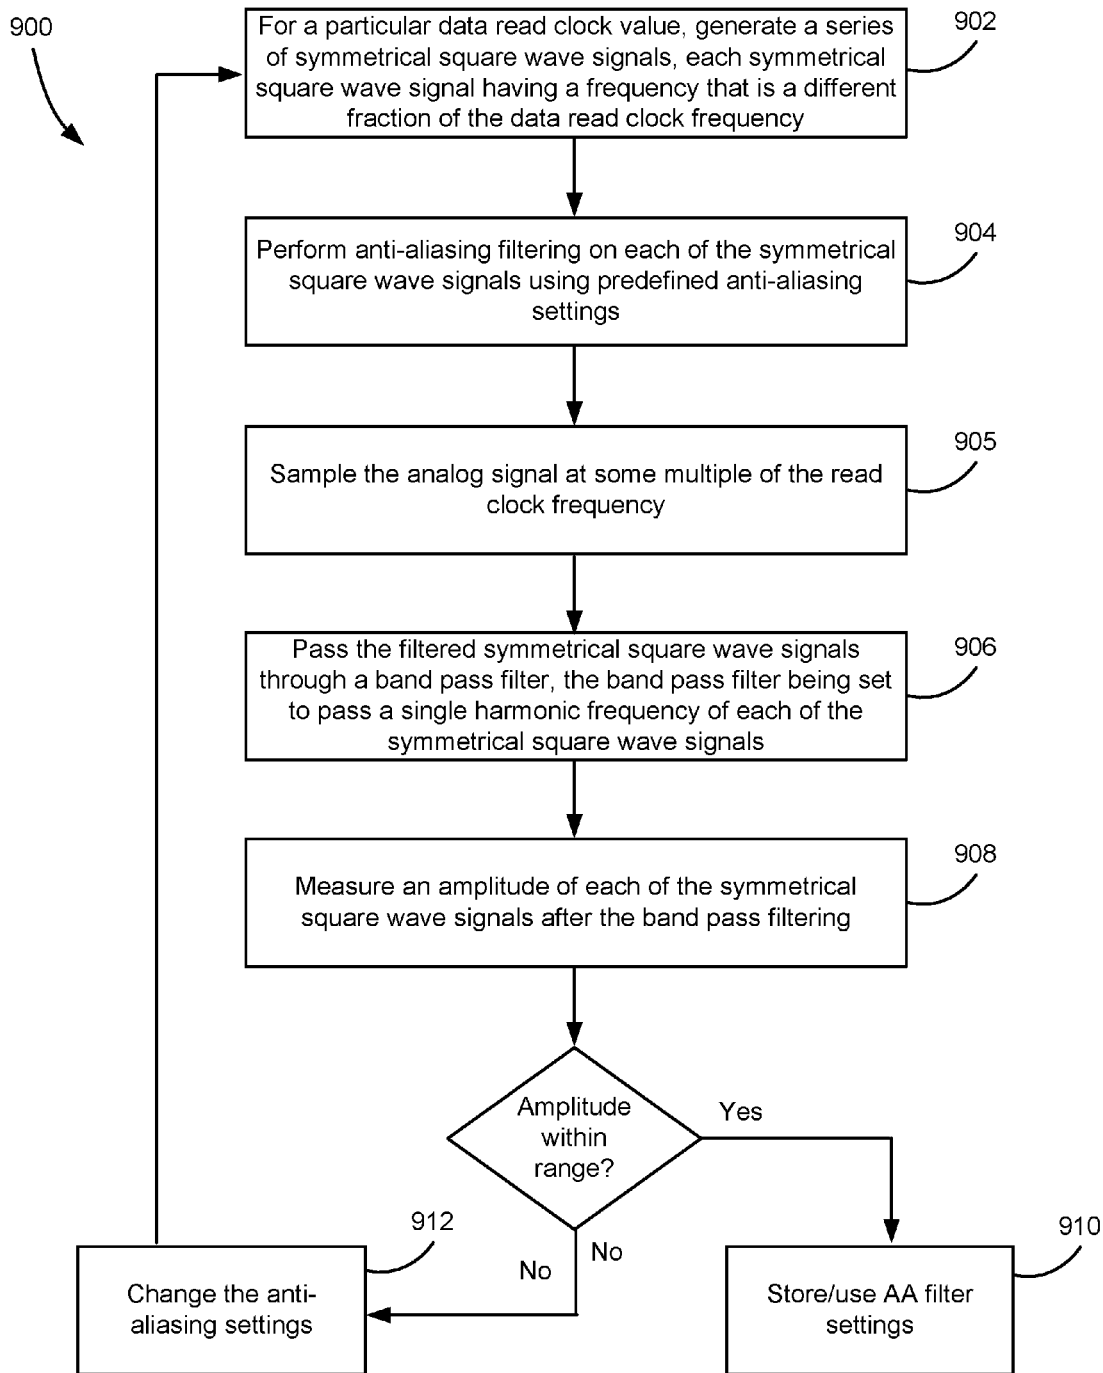 900
For a particular data read clock value, generate a series
of symmetrical square wave signals, each symmetrical
square wave signal having a frequency that is a different
fraction of the data read clock frequency
902
Perform anti-aliasing filtering on each of the symmetrical
square wave signals using predefined anti-aliasing
settings
904
Sample the analog signal at some multiple of the read
clock frequency
905
Pass the filtered symmetrical square wave signals
through a band pass filter, the band pass filter being set
to pass a single harmonic frequency of each of the
symmetrical square wave signals
906
Measure an amplitude of each of the symmetrical
square wave signals after the band pass filtering
908
Amplitude
within
range?
Yes
No
No
912
Change the anti-
aliasing settings
910
Store/use AA filter
settings